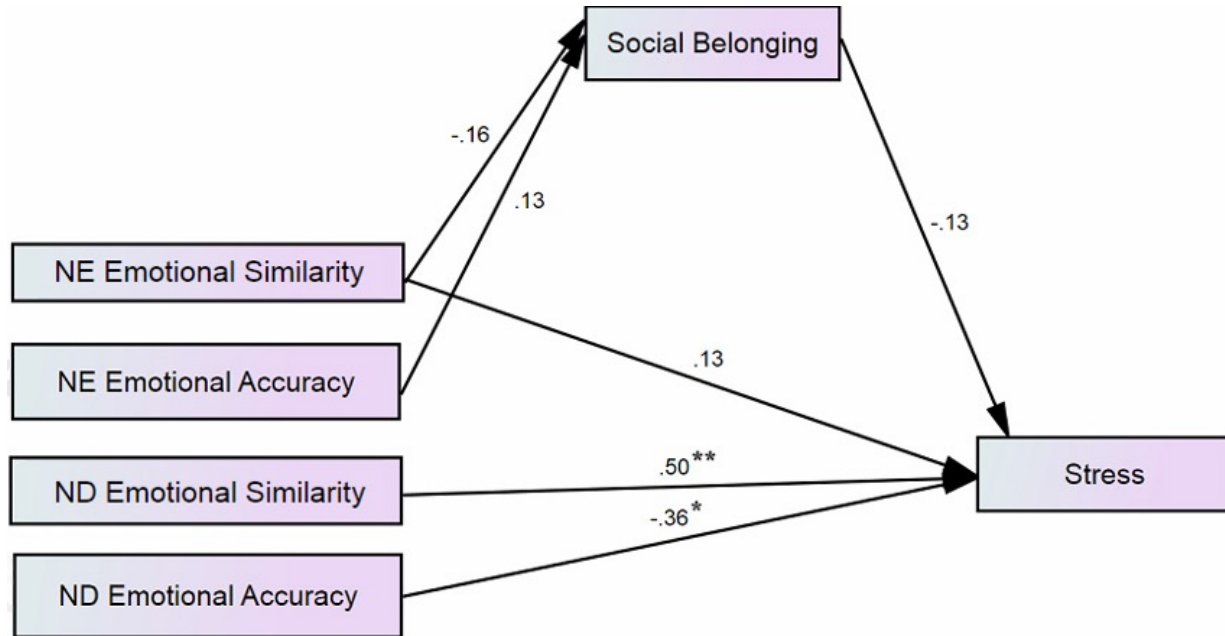 Social Belonging
-.16
.13
-.13
NE Emotional Similarity
.13
NE Emotional Accuracy
.50**
ND Emotional Similarity
Stress
-.36*
ND Emotional Accuracy